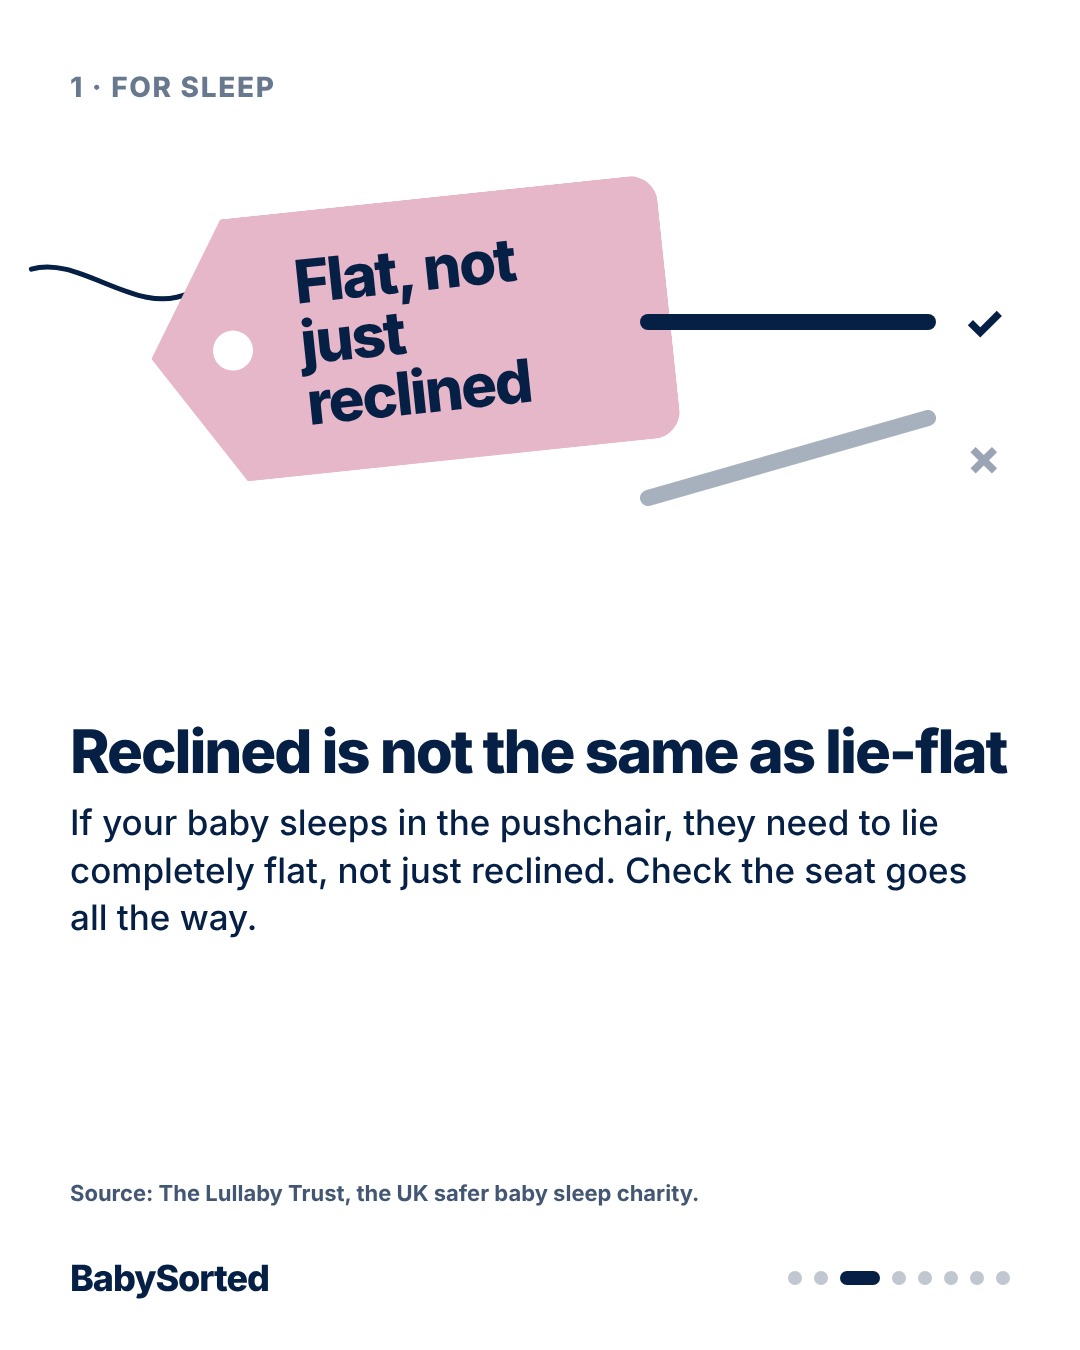 1 · FOR SLEEP
Flat, not
just
reclined
Reclined is not the same as lie-flat
If your baby sleeps in the pushchair, they need to lie
completely flat, not just reclined. Check the seat goes
all the way.
Source: The Lullaby Trust, the UK safer baby sleep charity.
BabySorted